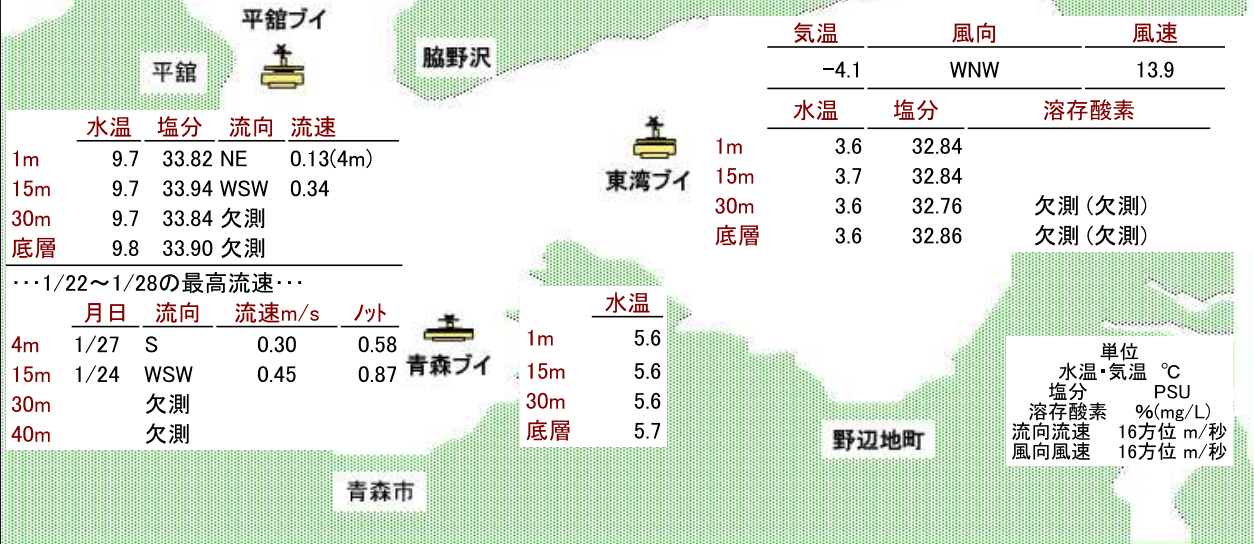 平舘ブイ
平舘
脇野沢
水温 塩分 流向 流速
1m 9.7 33.82 NE 0.13(4m)
15m 9.7 33.94 WSW 0.34
30m 9.7 33.84 欠測
底層 9.8 33.90 欠測
･･･1/22～1/28の最高流速･･･
月日 流向 流速m/s ﾉｯﾄ
4m 1/27 S 0.30 0.58
15m 1/24 WSW 0.45 0.87
30m 欠測
40m 欠測
気温 風向 風速
-4.1 WNW 13.9
水温 塩分 溶存酸素
1m 3.6 32.84
15m 3.7 32.84
30m 3.6 32.76 欠測 (欠測)
底層 3.6 32.86 欠測 (欠測)
東湾ブイ
青森ブイ
水温
1m 5.6
15m 5.6
30m 5.6
底層 5.7
青森市
野辺地町
単位
水温･気温 ℃
塩分 PSU
溶存酸素 %(mg/L)
流向流速 16方位 m/秒
風向風速 16方位 m/秒